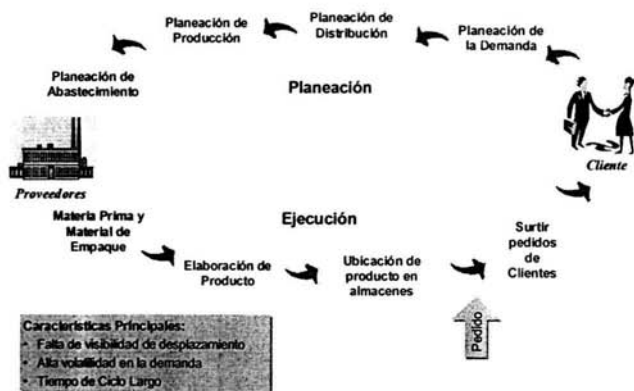 Planeación de
Producción
Planeación de
Distribución
Planeación de
la Demanda
Planeación de
Abastecimiento
Planeación
Cliente
Proveedores
Materia Prima y
Material de
Empaque
Ejecución
Elaboración de
Producto
Ubicación de
producto en
almacenes
Surtir
pedidos
de
Clientes
Pedido
Características Principales:
• Falta de visibilidad de desplazamiento
• Alta volatilidad en la demanda
• Tiempo de Ciclo Largo